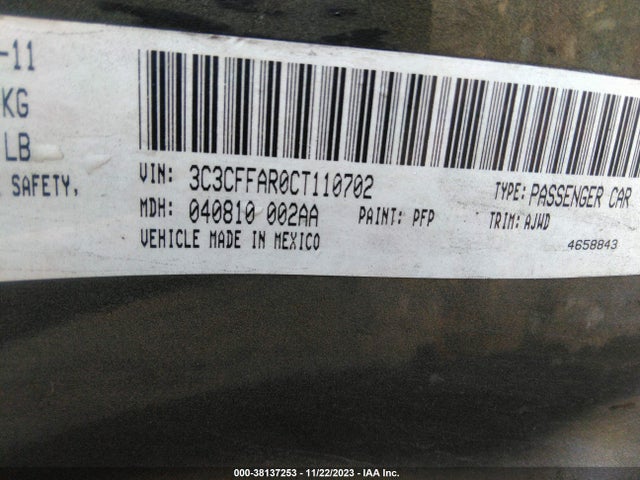 -11
KG
LB
SAFETY,
VIN: 3C3CFFAR0CT110702
TYPE: PASSENGER CAR
MDH: 040810 002AA
PAINT: PFP
TRIM: AJWD
VEHICLE MADE IN MEXICO
4658843
000-38137253 - 11/22/2023 - IAA Inc.